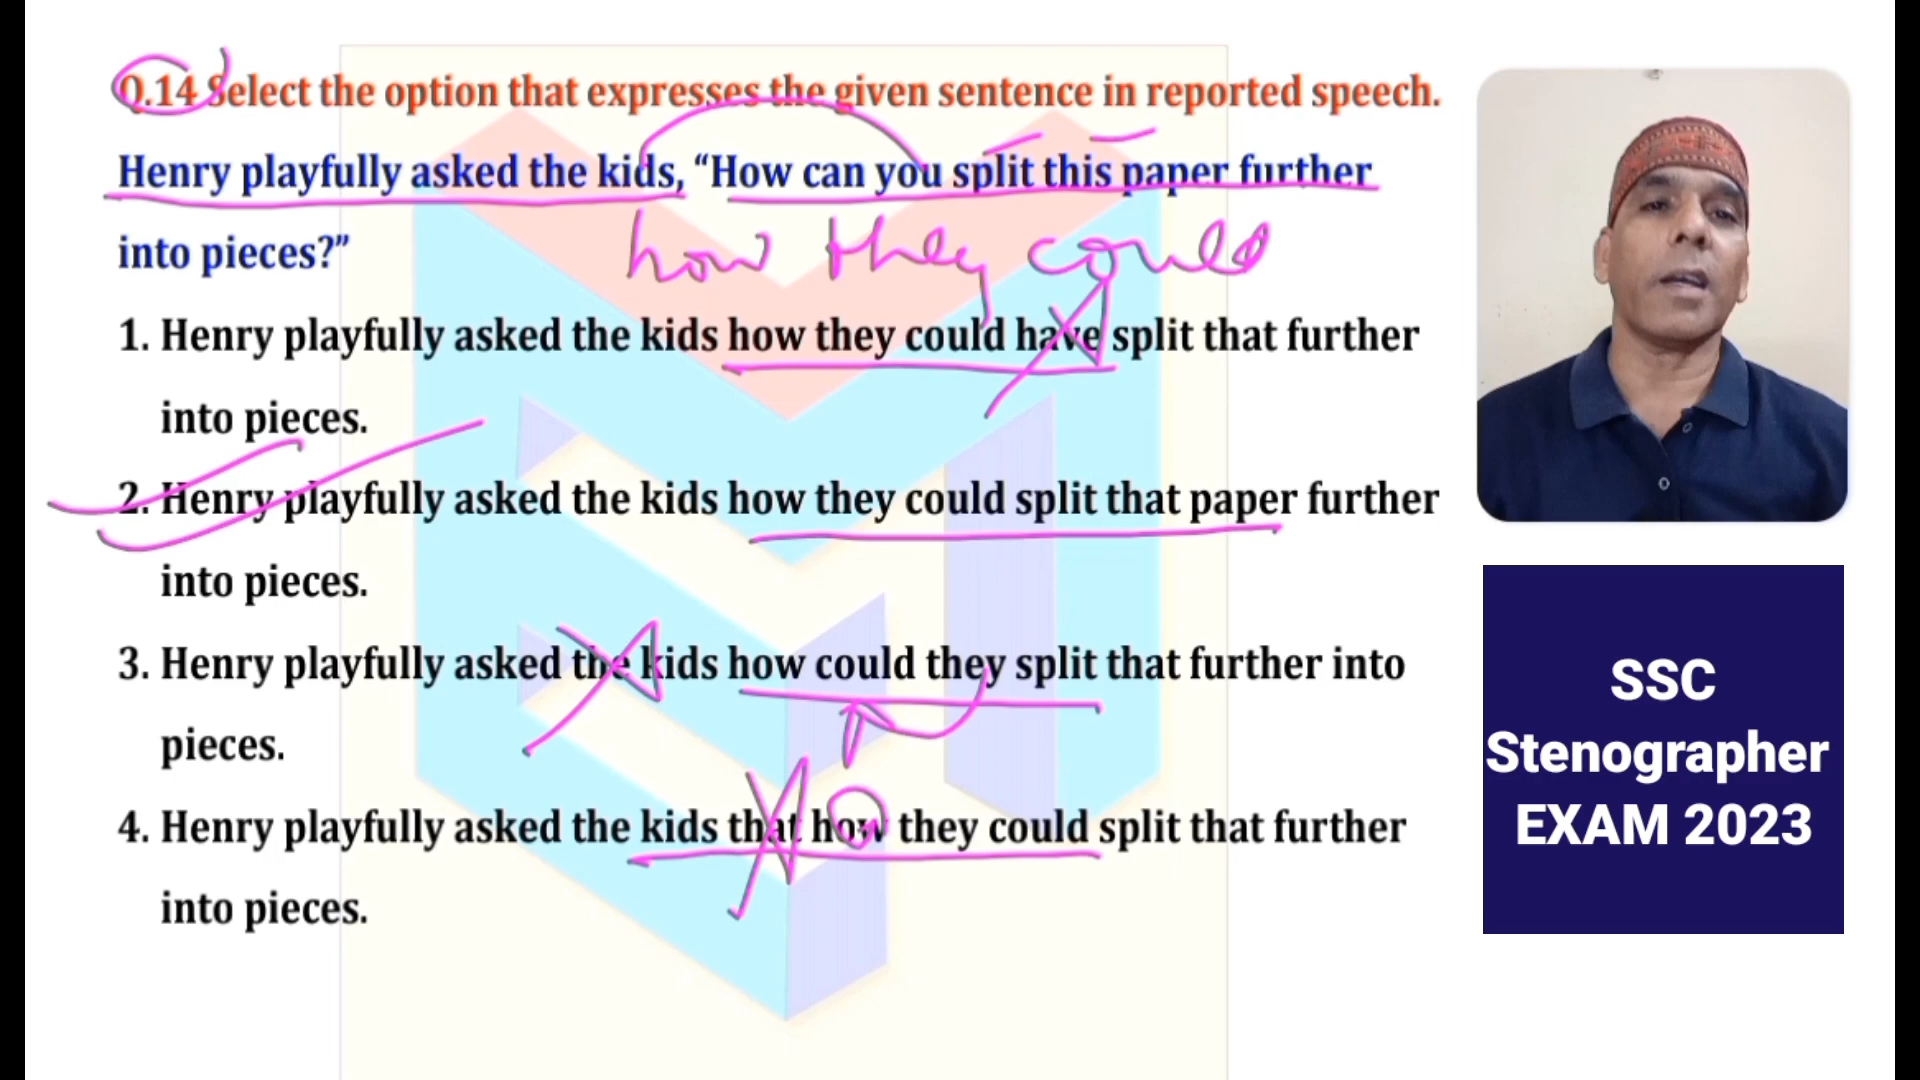 Q.14 Select the option that expresses the given sentence in reported speech.
Henry playfully asked the kids, “How can you split this paper further
into pieces?”
how they could
1. Henry playfully asked the kids how they could have split that further
into pieces.
2. Henry playfully asked the kids how they could split that paper further
into pieces.
3. Henry playfully asked the kids how could they split that further into
pieces.
4. Henry playfully asked the kids that how they could split that further
into pieces.
SSC
Stenographer
EXAM 2023